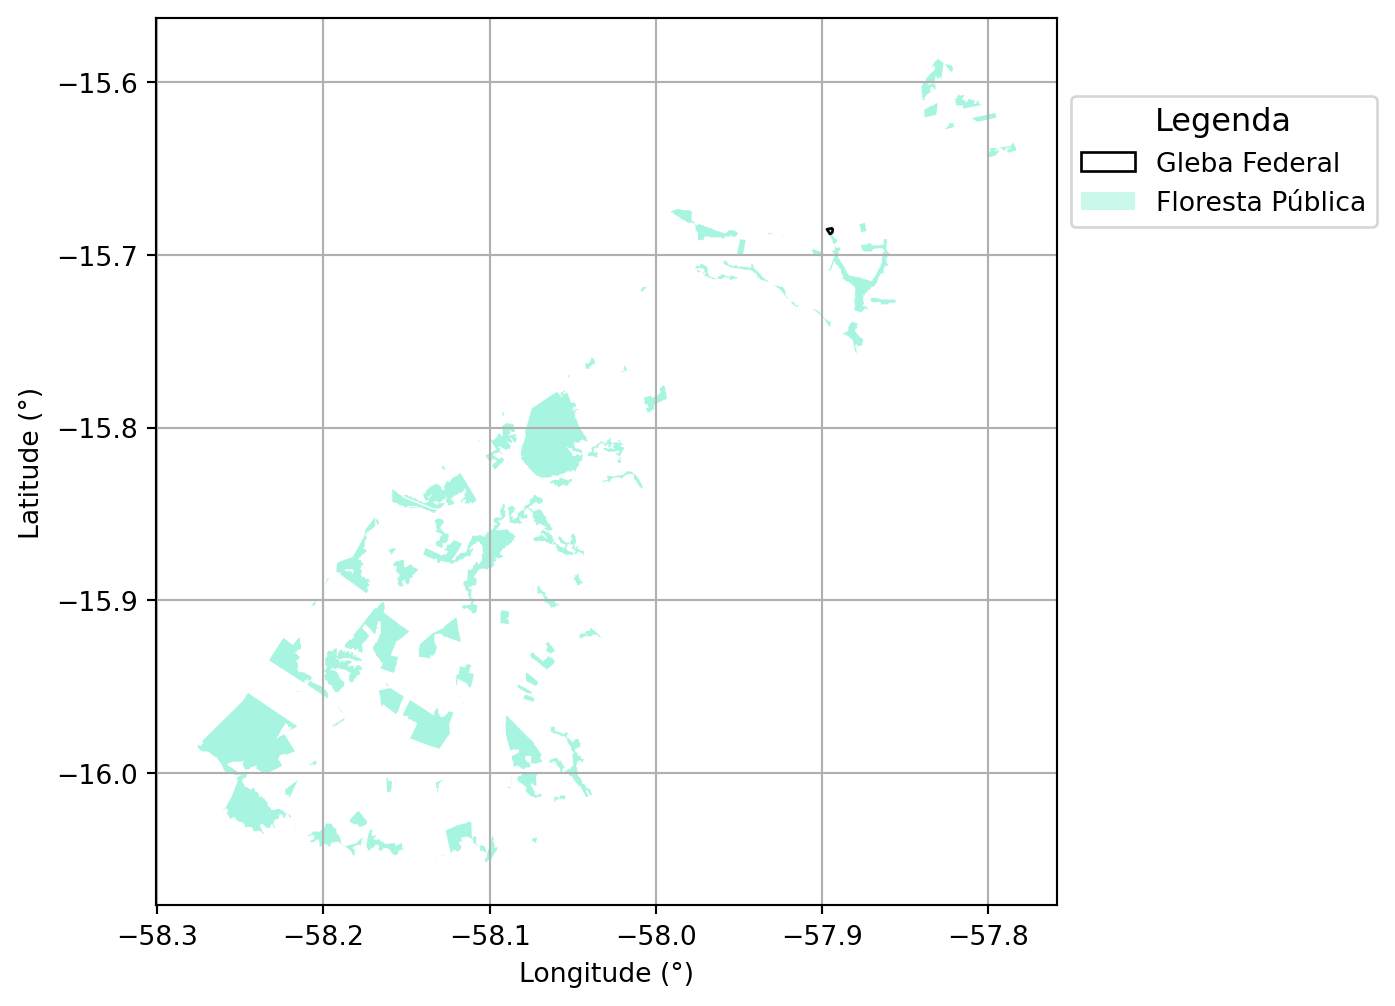 −15.6
−15.7
−15.8
−15.9
−16.0
Latitude (°)
−58.3
−58.2
−58.1
−58.0
−57.9
−57.8
Longitude (°)
Legenda
Gleba Federal
Floresta Pública